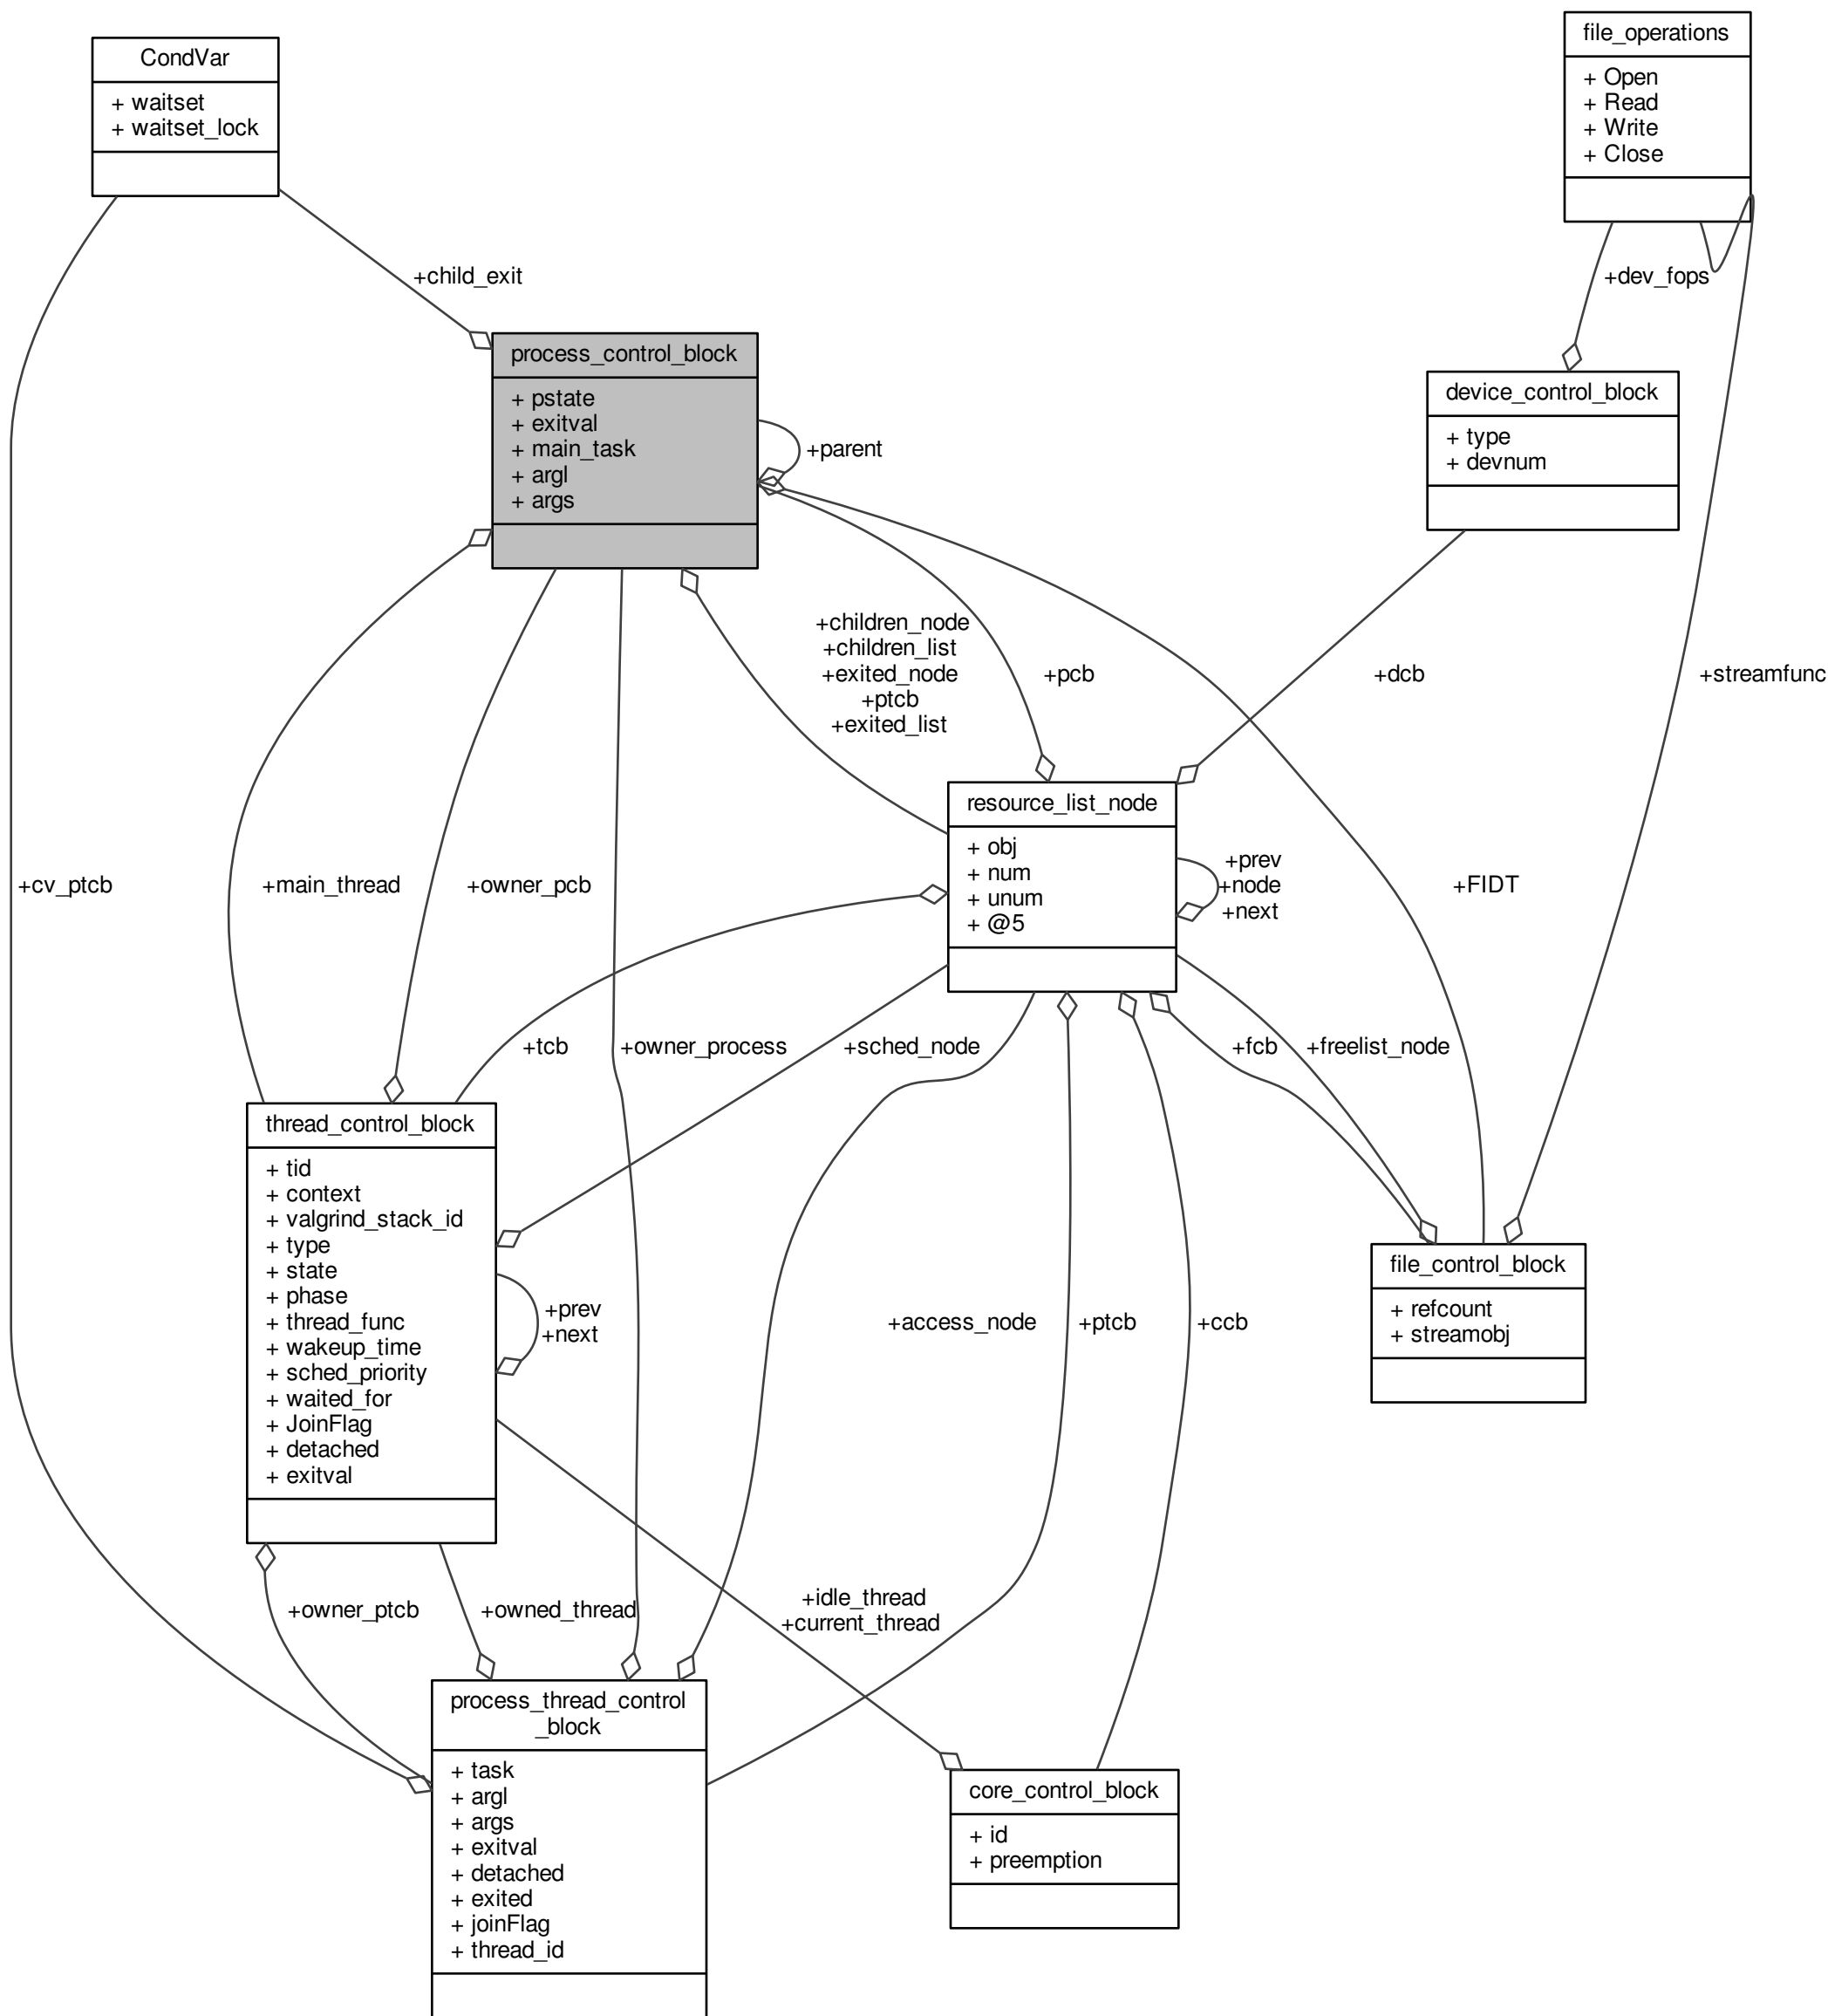 file_operations
+ Open
+ Read
+ Write
+ Close
CondVar
+ waitset
+ waitset_lock
+child_exit
+dev_fops
process_control_block
+ pstate
+ exitval
+ main_task
+ argl
+ args
+parent
device_control_block
+ type
+ devnum
+children_node
+children_list
+exited_node
+ptcb
+exited_list
+pcb
+dcb
+streamfunc
resource_list_node
+ obj
+ num
+ unum
+ @5
+prev
+node
+next
+cv_ptcb
+main_thread
+owner_pcb
+FIDT
+tcb
+owner_process
+sched_node
+fcb
+freelist_node
thread_control_block
+ tid
+ context
+ valgrind_stack_id
+ type
+ state
+ phase
+ thread_func
+ wakeup_time
+ sched_priority
+ waited_for
+ JoinFlag
+ detached
+ exitval
+prev
+next
+access_node
+ptcb
+ccb
file_control_block
+ refcount
+ streamobj
+owner_ptcb
+owned_thread
+idle_thread
+current_thread
process_thread_control
_block
+ task
+ argl
+ args
+ exitval
+ detached
+ exited
+ joinFlag
+ thread_id
core_control_block
+ id
+ preemption